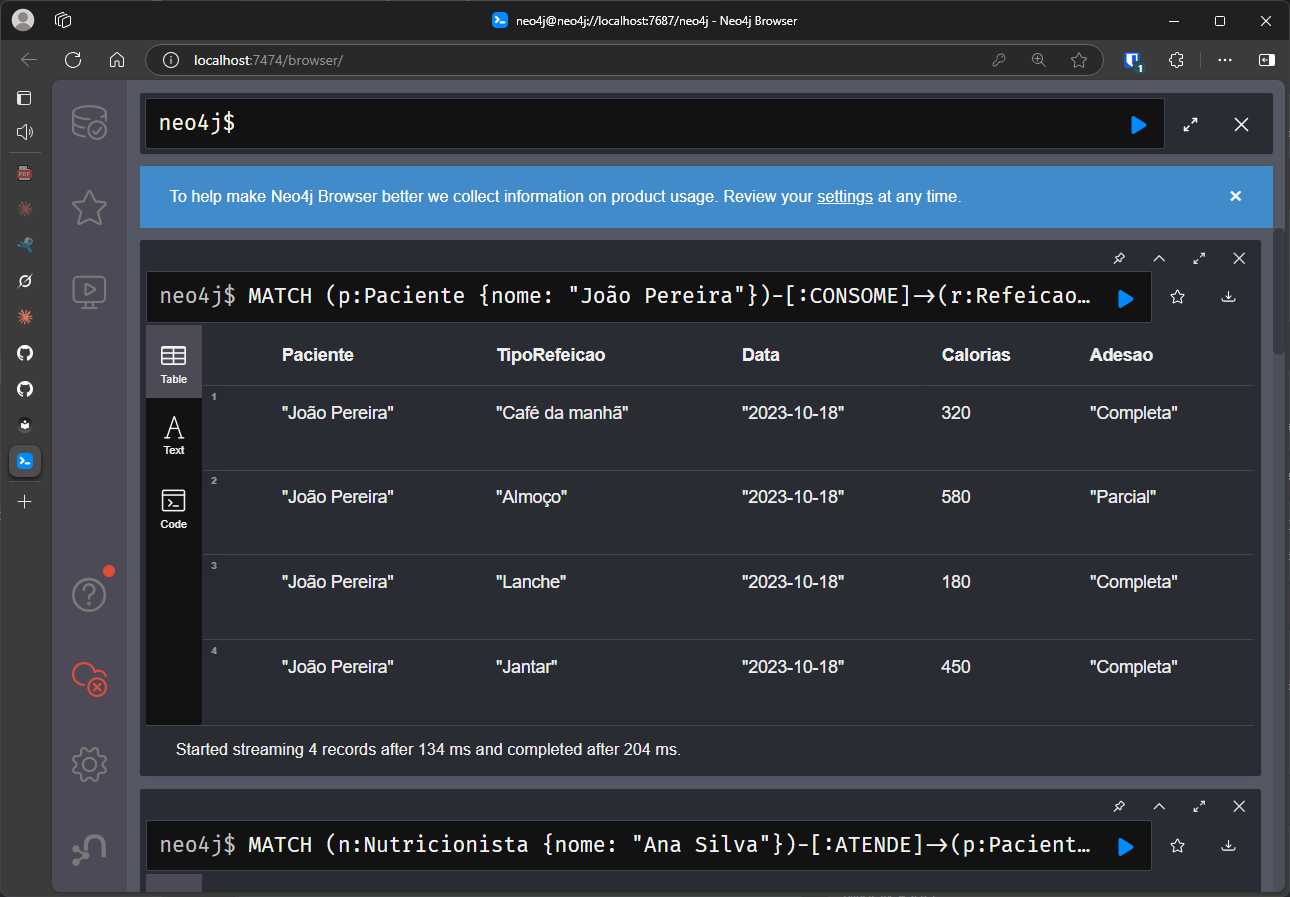 neo4j@neo4j://localhost:7687/neo4j - Neo4j Browser
localhost:7474/browser/
1
neo4j$
To help make Neo4j Browser better we collect information on product usage. Review your settings at any time.
neo4j$ MATCH (p:Paciente {nome: "João Pereira"})-[:CONSOME]->(r:Refeicao…
Table
Text
Code
Paciente TipoRefeicao Data Calorias Adesao
1 "João Pereira" "Café da manhã" "2023-10-18" 320 "Completa"
2 "João Pereira" "Almoço" "2023-10-18" 580 "Parcial"
3 "João Pereira" "Lanche" "2023-10-18" 180 "Completa"
4 "João Pereira" "Jantar" "2023-10-18" 450 "Completa"
Started streaming 4 records after 134 ms and completed after 204 ms.
neo4j$ MATCH (n:Nutricionista {nome: "Ana Silva"})-[:ATENDE]->(p:Pacient…